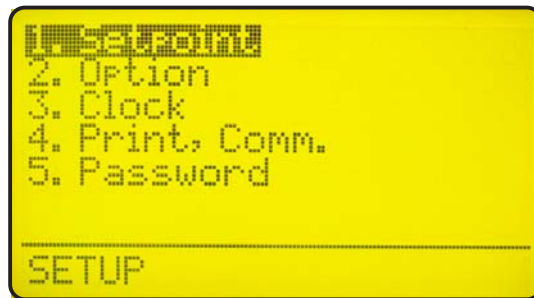 1. Setpoint
2. Option
3. Clock
4. Print, Comm.
5. Password
SETUP